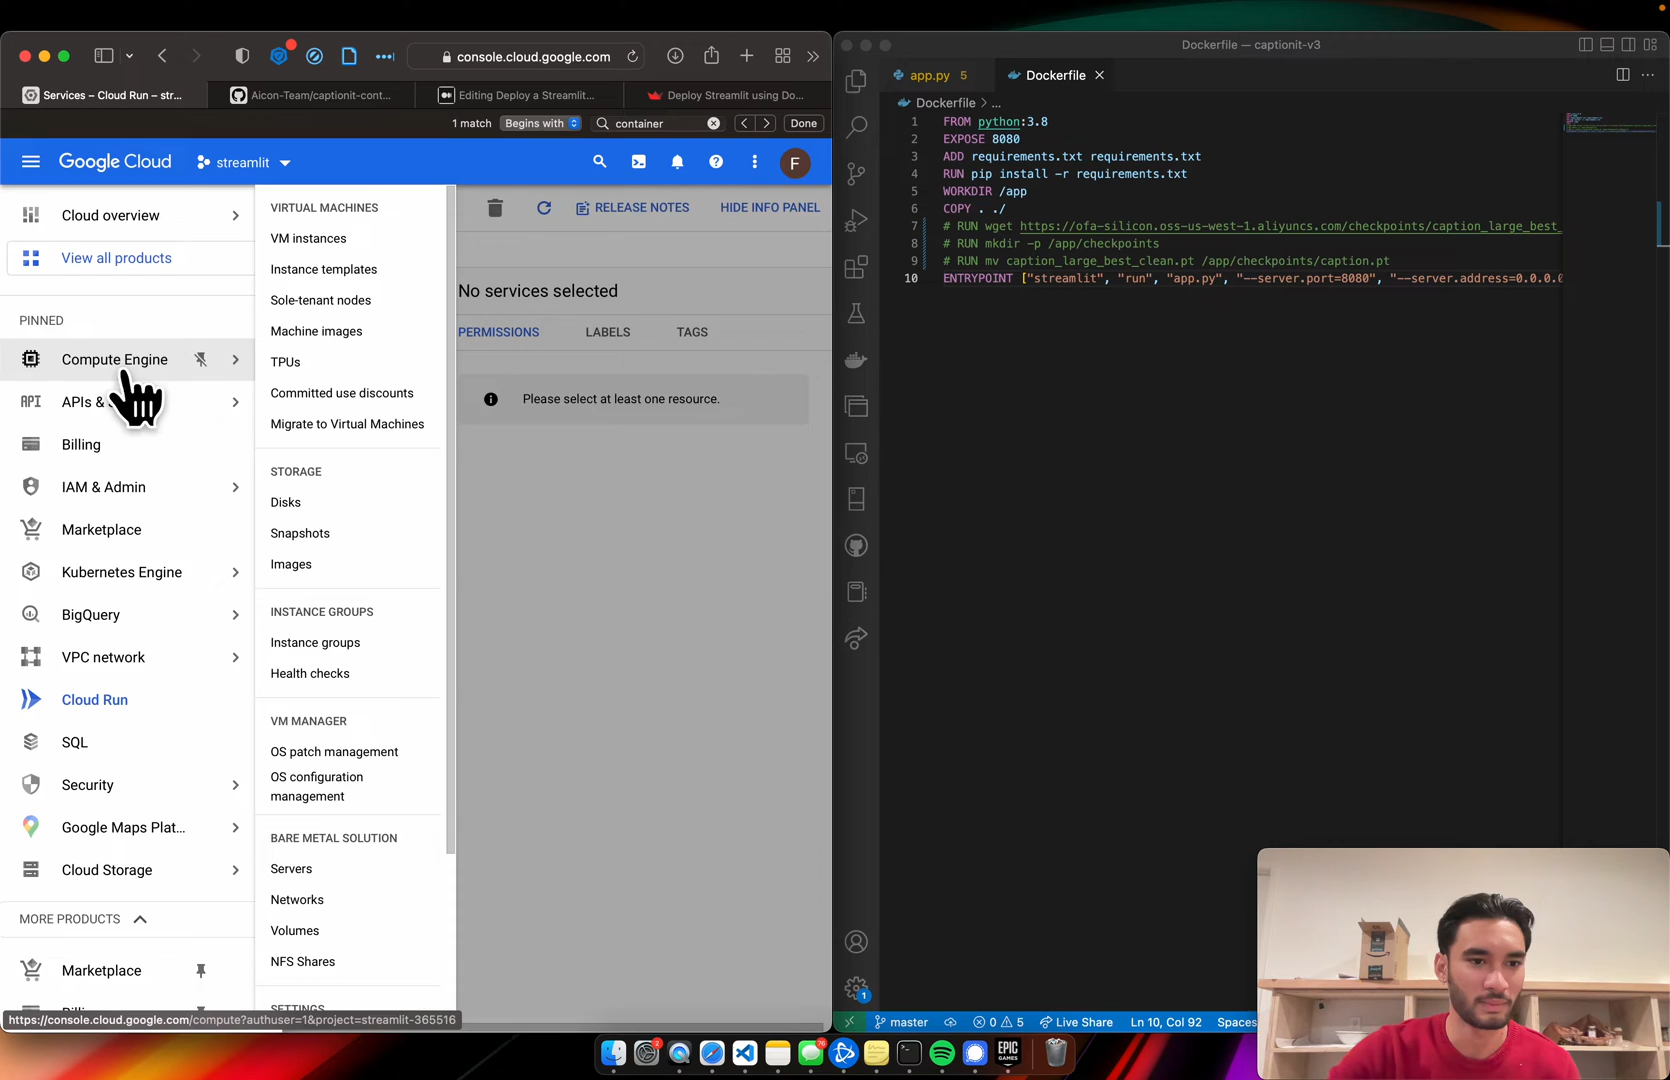 console.cloud.google.com
Services – Cloud Run – str...
Aicon-Team/captionit-cont...
Editing Deploy a Streamlit...
Deploy Streamlit using Do...
1 match
Begins with
container
Done
Google Cloud
streamlit
F
Cloud overview
View all products
PINNED
Compute Engine
API
APIs &
Billing
IAM & Admin
Marketplace
Kubernetes Engine
BigQuery
VPC network
Cloud Run
SQL
Security
Google Maps Plat...
Cloud Storage
MORE PRODUCTS
Marketplace
VIRTUAL MACHINES
VM instances
Instance templates
Sole-tenant nodes
Machine images
TPUs
Committed use discounts
Migrate to Virtual Machines
STORAGE
Disks
Snapshots
Images
INSTANCE GROUPS
Instance groups
Health checks
VM MANAGER
OS patch management
OS configuration
management
BARE METAL SOLUTION
Servers
Networks
Volumes
NFS Shares
SETTINGS
https://console.cloud.google.com/compute?authuser=1&project=streamlit-365516
RELEASE NOTES
HIDE INFO PANEL
No services selected
PERMISSIONS
LABELS
TAGS
Please select at least one resource.
Dockerfile — captionit-v3
app.py 5
Dockerfile
Dockerfile > ...
1 FROM python:3.8
2 EXPOSE 8080
3 ADD requirements.txt requirements.txt
4 RUN pip install -r requirements.txt
5 WORKDIR /app
6 COPY . ./
7 # RUN wget https://ofa-silicon.oss-us-west-1.aliyuncs.com/checkpoints/caption_large_best_
8 # RUN mkdir -p /app/checkpoints
9 # RUN mv caption_large_best_clean.pt /app/checkpoints/caption.pt
10 ENTRYPOINT ["streamlit", "run", "app.py", "--server.port=8080", "--server.address=0.0.0.0
1
master
0
5
Live Share
Ln 10, Col 92
Spaces
2
76
EPIC
GAMES